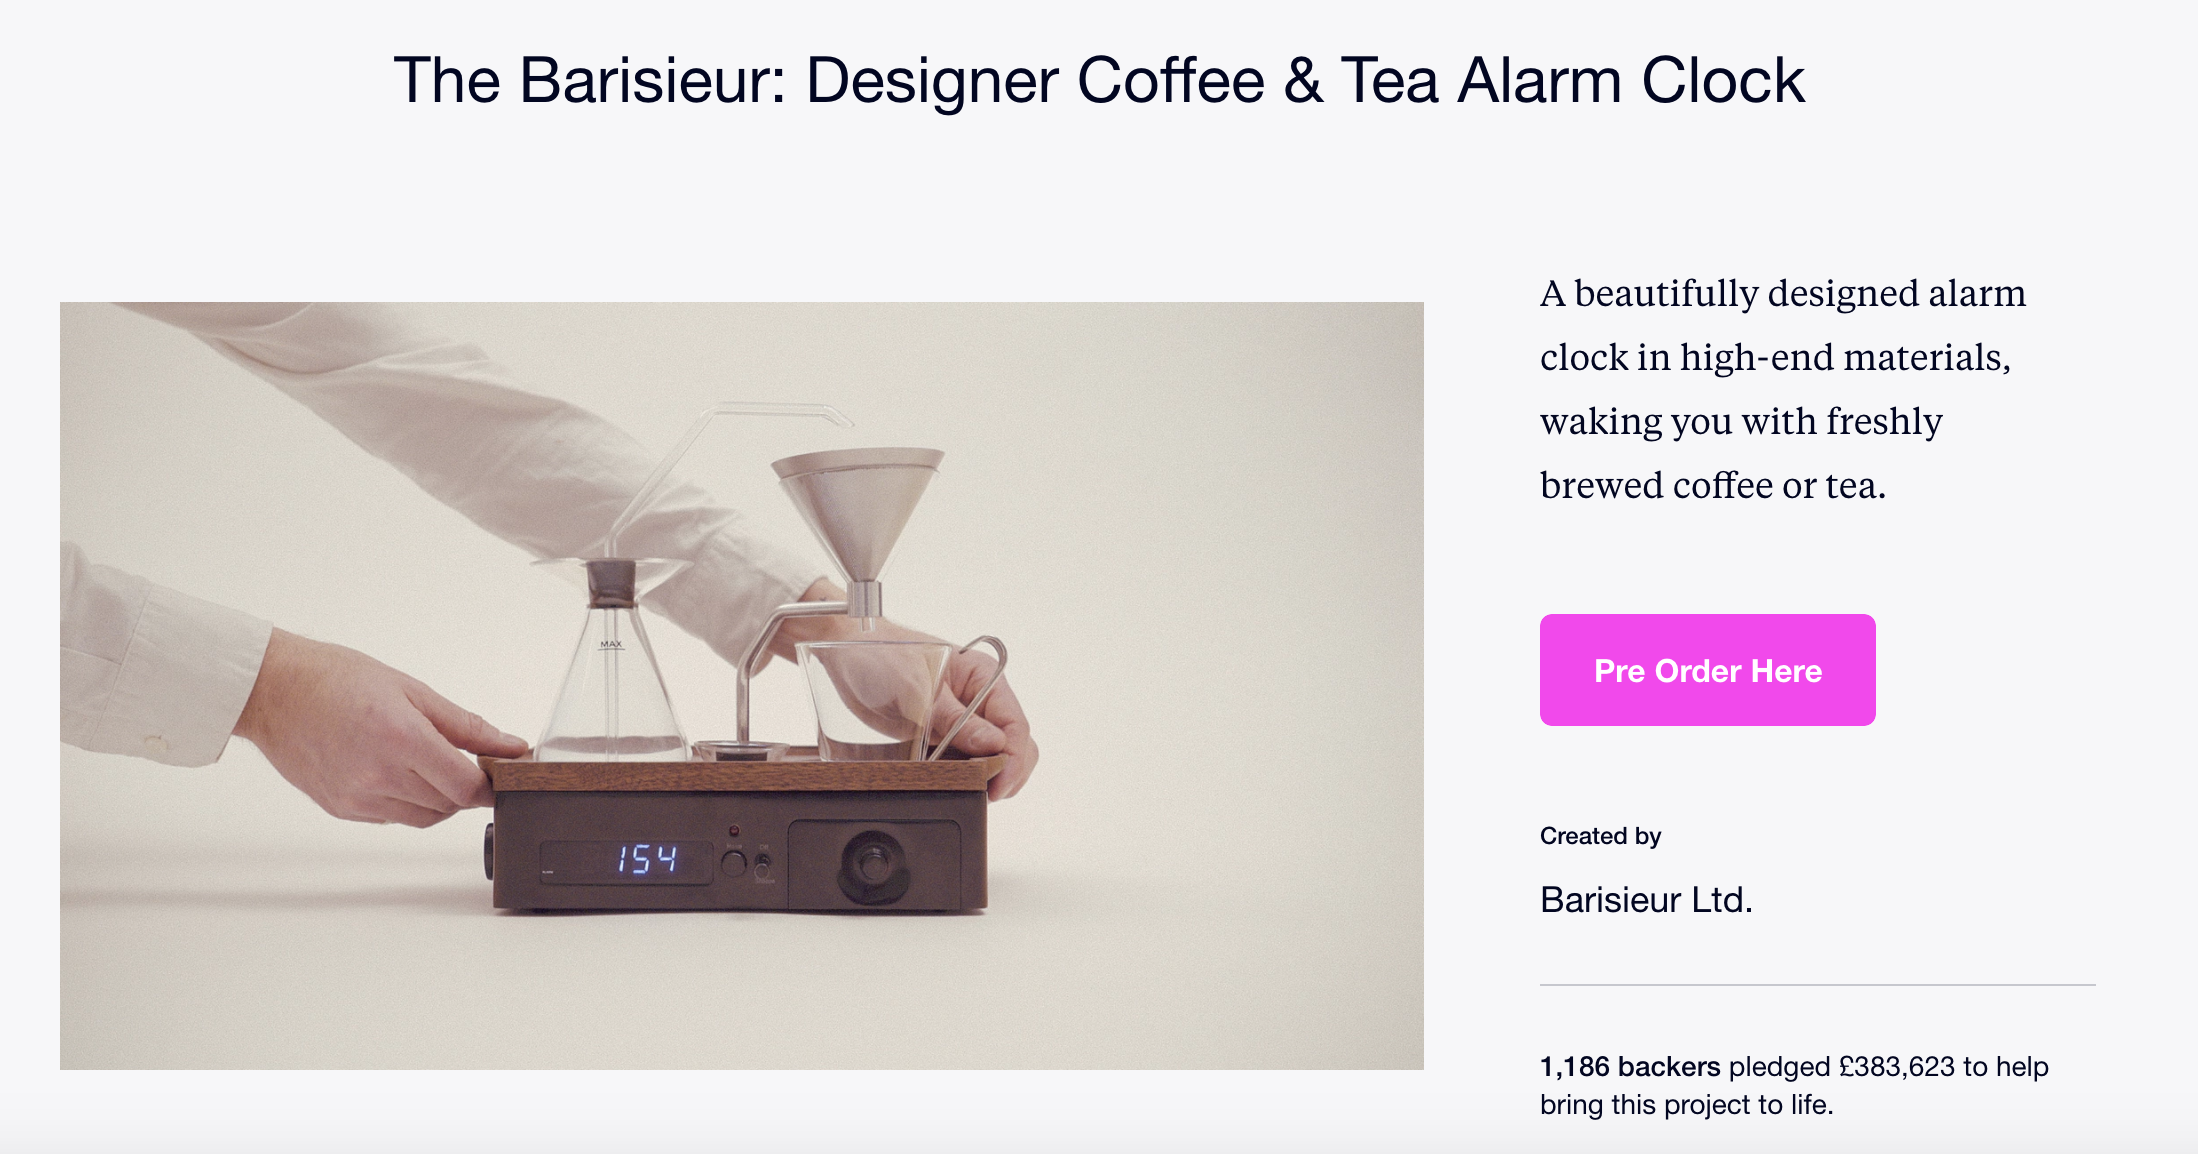 The Barisieur: Designer Coffee & Tea Alarm Clock
A beautifully designed alarm
clock in high-end materials,
waking you with freshly
brewed coffee or tea.
MAX
154
Pre Order Here
Created by
Barisieur Ltd.
1,186 backers pledged £383,623 to help
bring this project to life.